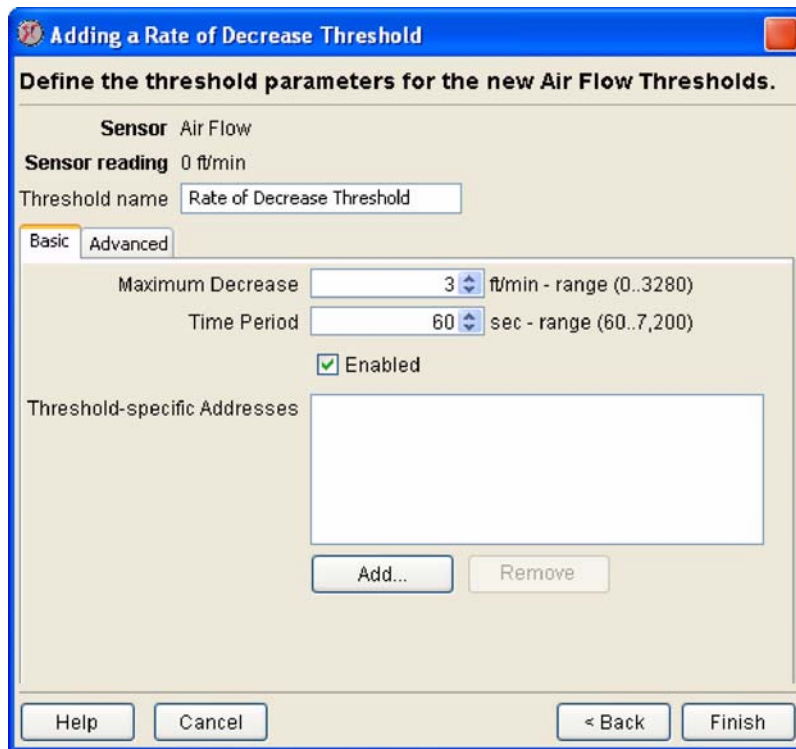 Adding a Rate of Decrease Threshold
Define the threshold parameters for the new Air Flow Thresholds.
Sensor Air Flow
Sensor reading 0 ft/min
Threshold name Rate of Decrease Threshold
Basic Advanced
Maximum Decrease 3 ft/min - range (0..3280)
Time Period 60 sec - range (60..7,200)
Enabled
Threshold-specific Addresses
Add... Remove
Help Cancel < Back Finish